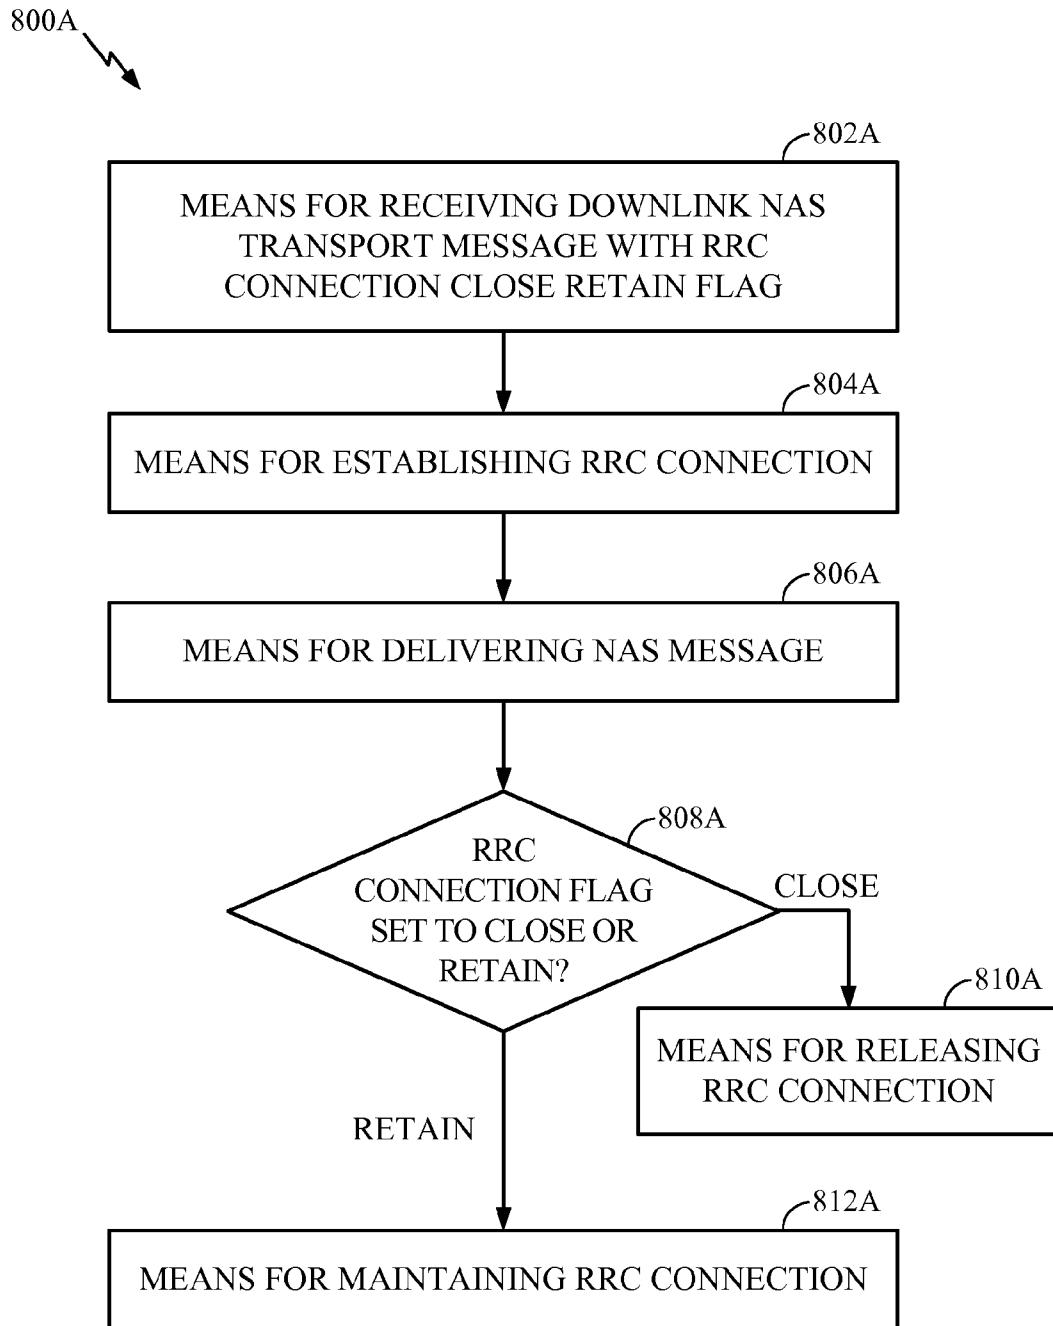 800A
802A
MEANS FOR RECEIVING DOWNLINK NAS
TRANSPORT MESSAGE WITH RRC
CONNECTION CLOSE RETAIN FLAG
804A
MEANS FOR ESTABLISHING RRC CONNECTION
806A
MEANS FOR DELIVERING NAS MESSAGE
808A
RRC
CONNECTION FLAG
SET TO CLOSE OR
RETAIN?
CLOSE
810A
MEANS FOR RELEASING
RRC CONNECTION
RETAIN
812A
MEANS FOR MAINTAINING RRC CONNECTION